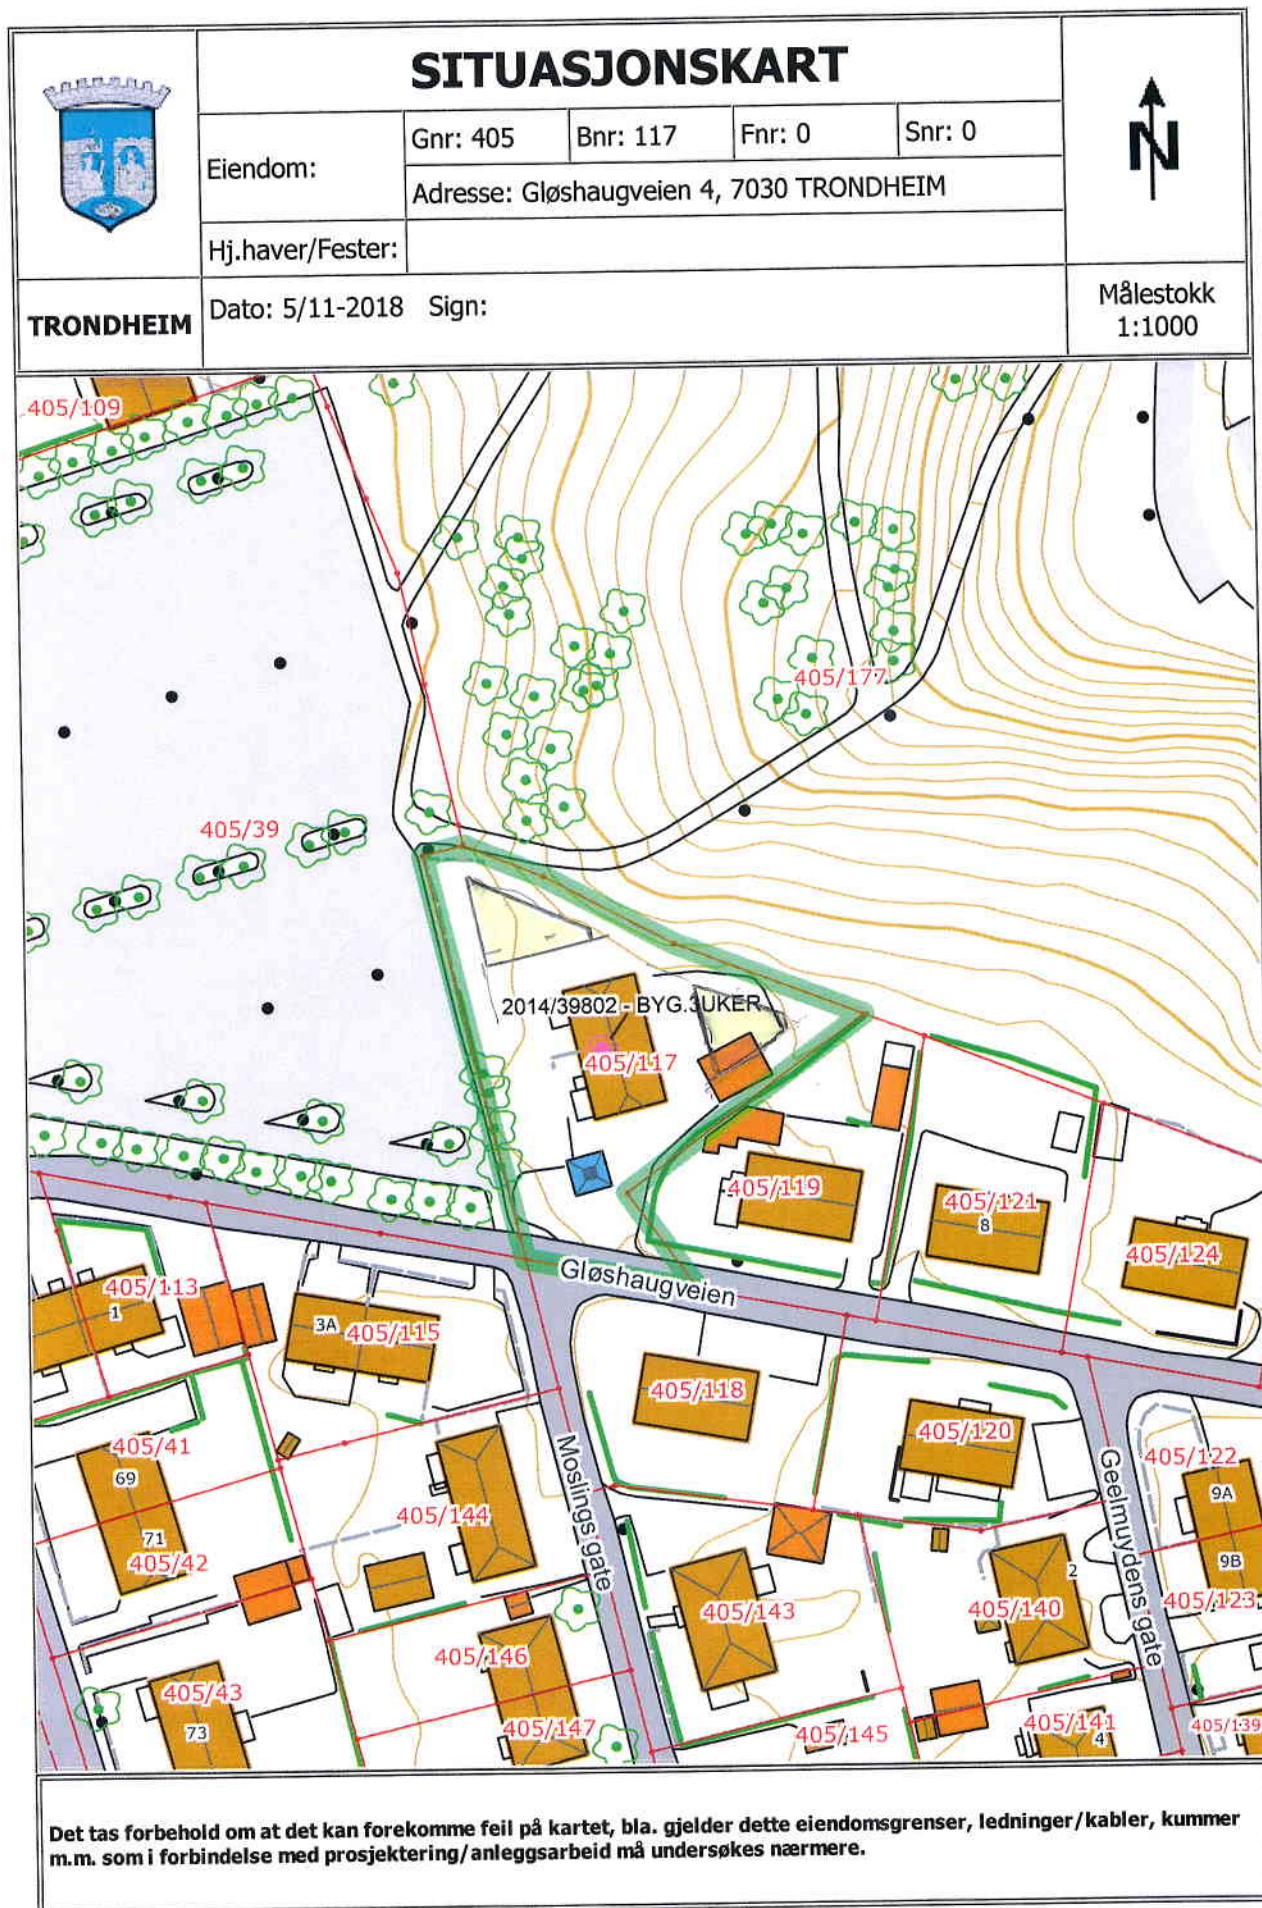 SITUASJONSKART
Eiendom:
Gnr: 405
Bnr: 117
Fnr: 0
Snr: 0
Adresse: Gløshaugveien 4, 7030 TRONDHEIM
N
Hj.haver/Fester:
TRONDHEIM
Dato: 5/11-2018 Sign:
Målestokk
1:1000
405/109
405/177
405/39
2014/39802 - BYG.3UKER
405/117
405/119
405/121
8
405/124
Gløshaugveien
405/113
1
3A
405/115
405/118
405/120
405/41
69
71
405/42
405/144
Moslings gate
Geelmuydens gate
405/122
9A
9B
405/123
405/143
2
405/140
405/146
405/147
405/43
73
405/145
405/141
4
405/139
Det tas forbehold om at det kan forekomme feil på kartet, bla. gjelder dette eiendomsgrenser, ledninger/kabler, kummer
m.m. som i forbindelse med prosjektering/anleggsarbeid må undersøkes nærmere.